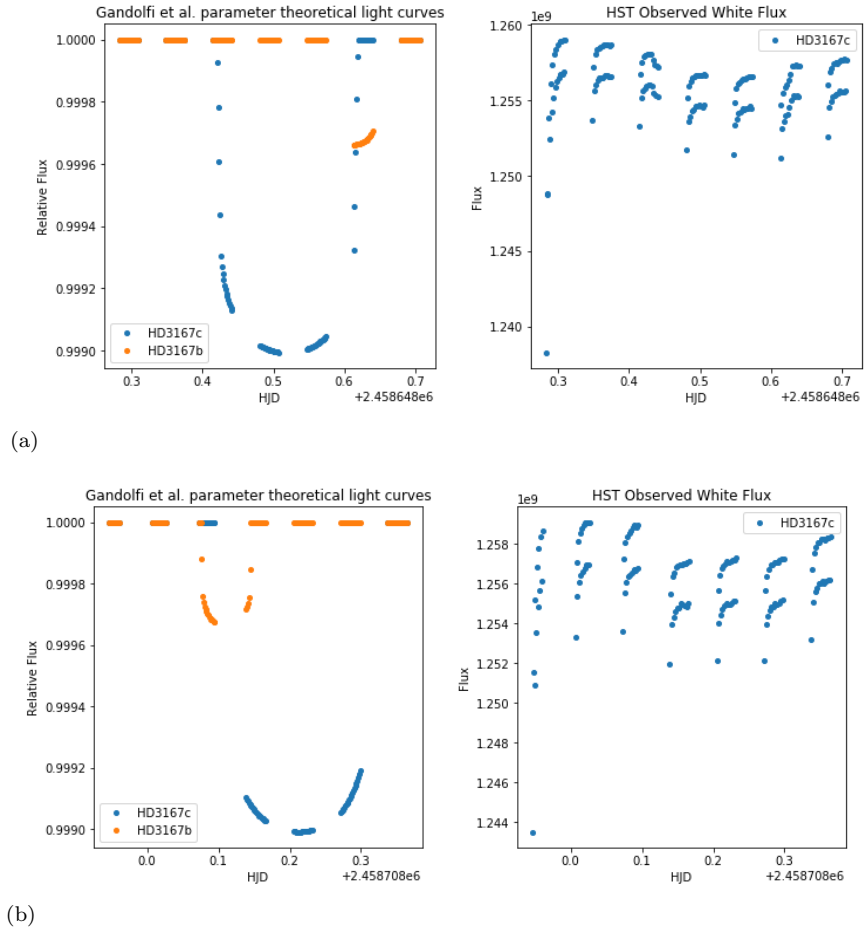 Gandolfi et al. parameter theoretical light curves
1.0000
0.9998
0.9996
0.9994
0.9992
0.9990
Relative Flux
HD3167c
HD3167b
0.3 0.4 0.5 0.6 0.7
HJD
+2.458648e6
HST Observed White Flux
1e9
1.260
1.255
1.250
1.245
1.240
Flux
HD3167c
0.3 0.4 0.5 0.6 0.7
HJD
+2.458648e6
(a)
Gandolfi et al. parameter theoretical light curves
1.0000
0.9998
0.9996
0.9994
0.9992
0.9990
Relative Flux
HD3167c
HD3167b
0.0 0.1 0.2 0.3
HJD
+2.458708e6
HST Observed White Flux
1e9
1.258
1.256
1.254
1.252
1.250
1.248
1.246
1.244
Flux
HD3167c
0.0 0.1 0.2 0.3
HJD
+2.458708e6
(b)